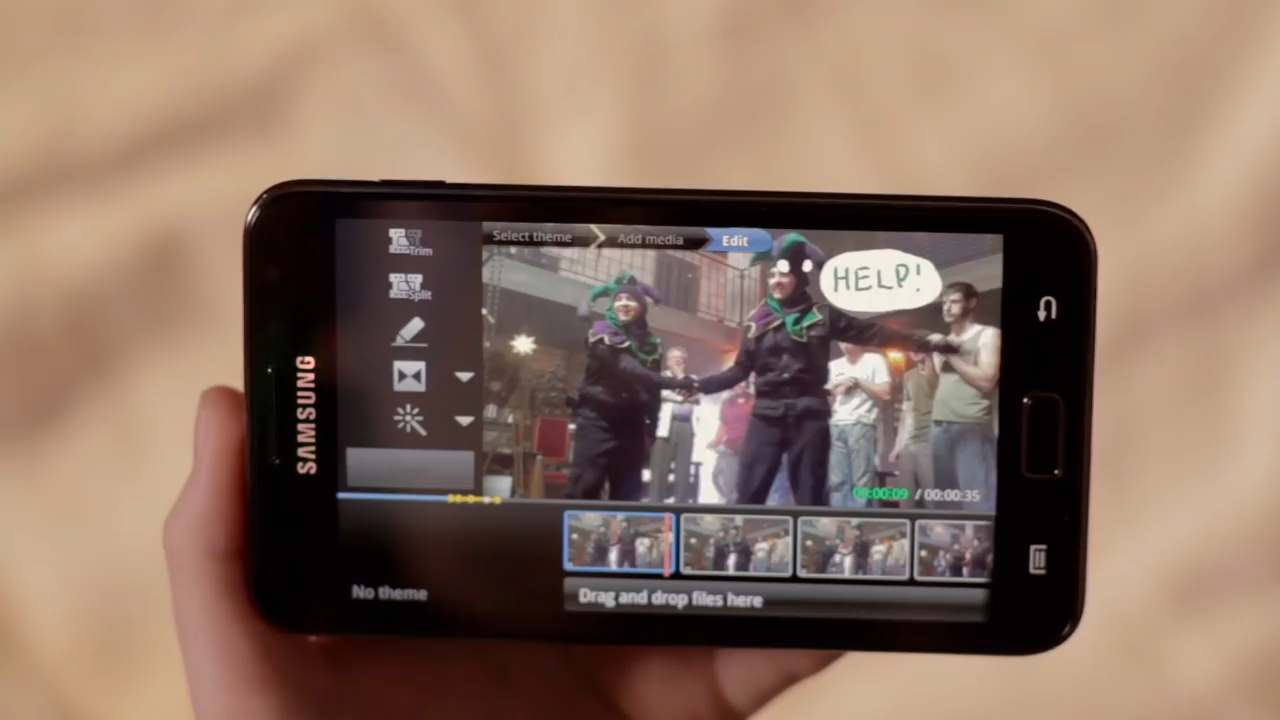 SAMSUNG
Trim
Split
Select theme
Add media
Edit
HELP!
00:00:09 / 00:00:35
No theme
Drag and drop files here